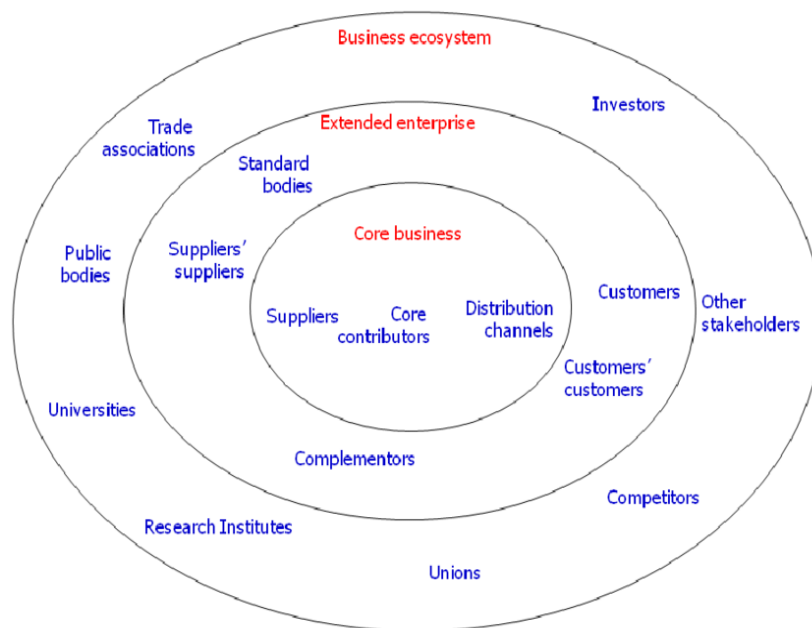 Business ecosystem
Investors
Trade
associations
Extended enterprise
Standard
bodies
Core business
Public
bodies
Suppliers'
suppliers
Suppliers
Core
contributors
Distribution
channels
Customers
Other
stakeholders
Customers'
customers
Universities
Complementors
Competitors
Research Institutes
Unions